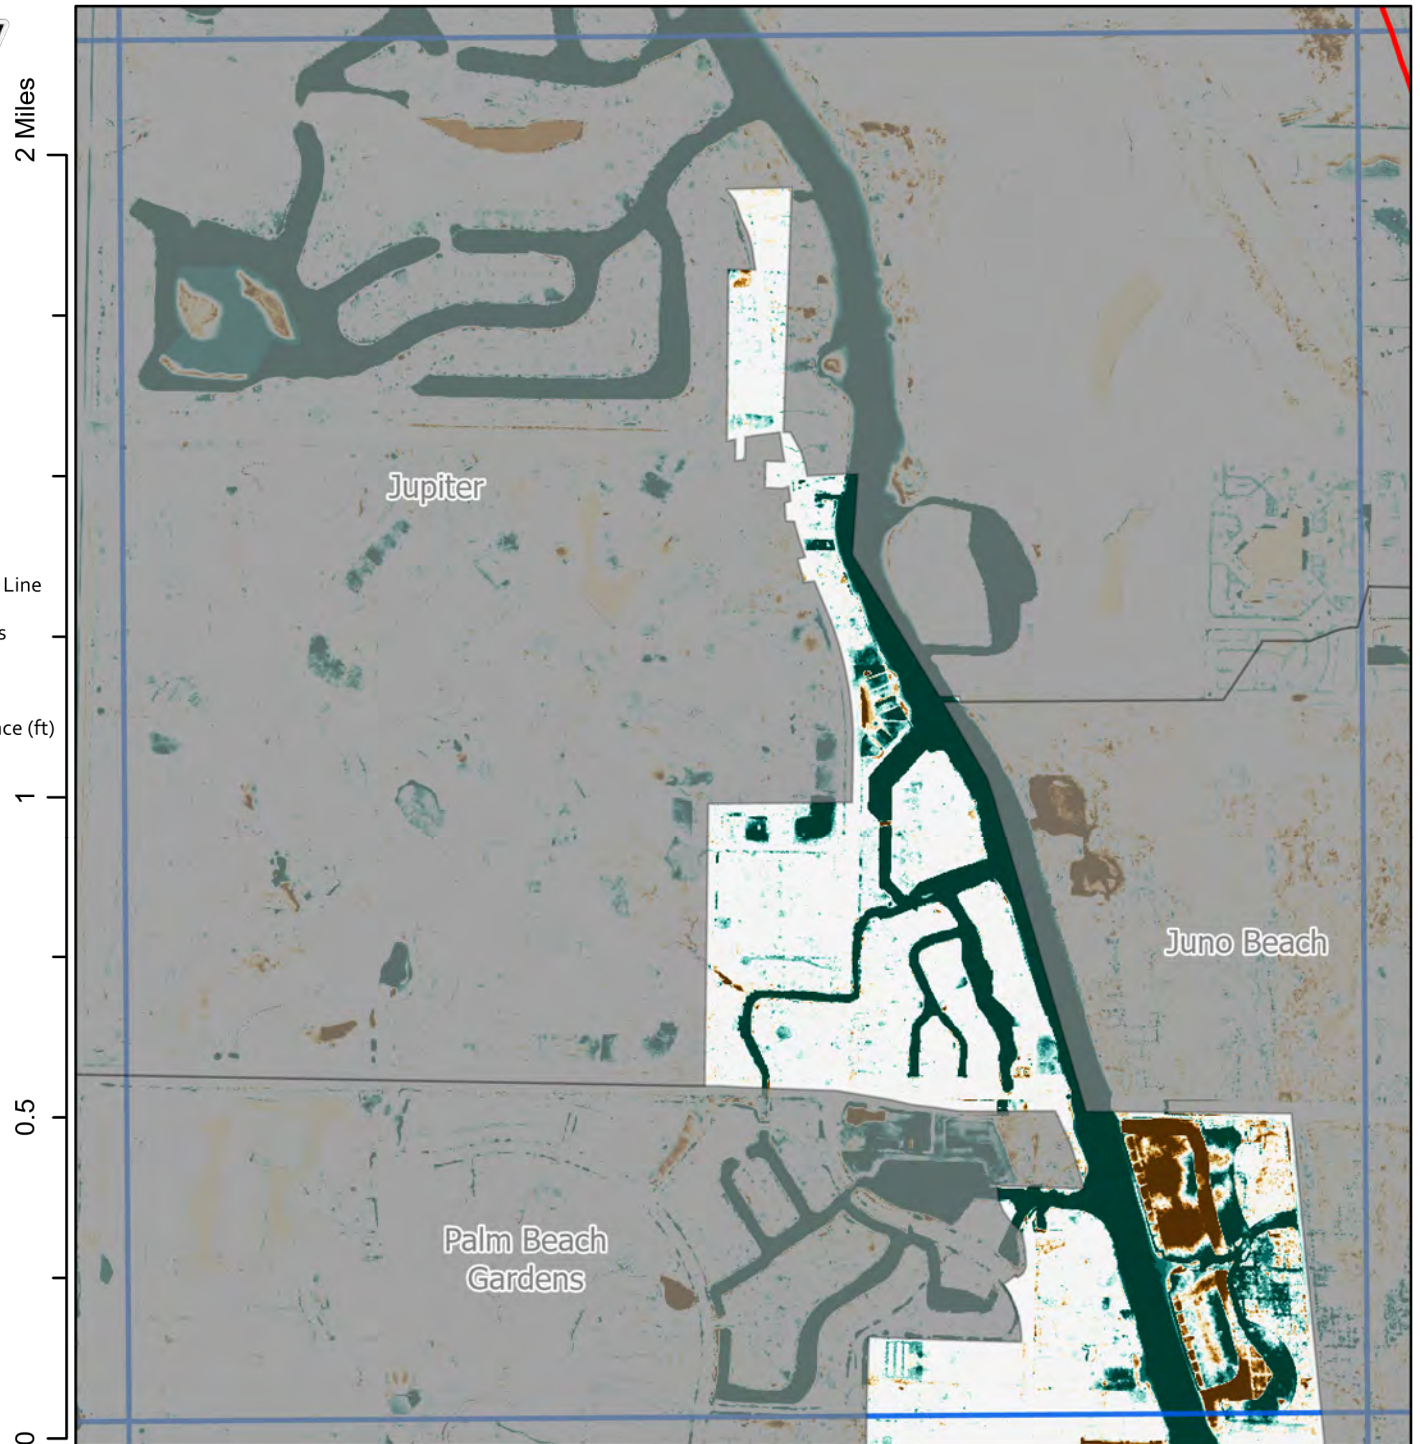 2 Miles
Jupiter
Line
s
ce (ft)
1
Juno Beach
0.5
Palm Beach
Gardens
0